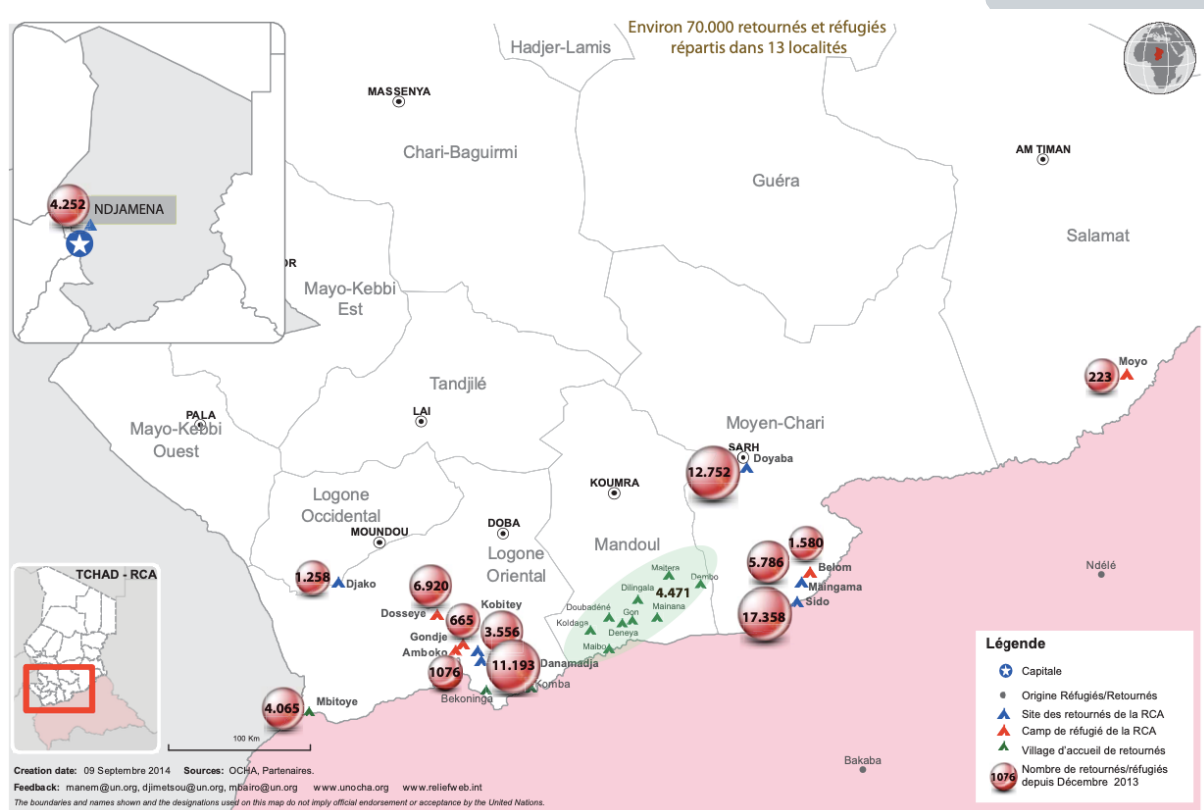 Environ 70.000 retournés et réfugiés
répartis dans 13 localités
Hadjer-Lamis
MASSENYA
Chari-Baguirmi
Guéra
AM TIMAN
Salamat
4.252
NDJAMENA
OR
Mayo-Kebbi
Est
Tandjilé
LAI
PALA
Mayo-Kebbi
Ouest
Moyen-Chari
SARH
Doyaba
12.752
223
Moyo
KOUMRA
Mandoul
Logone
Occidental
MOUNDOU
DOBA
Logone
Oriental
1.258
Djako
6.920
Dosseye
665
Kobitey
3.556
Gondje
Amboko
1076
11.193
Danamadja
Komba
Bekoninga
4.065
Mbitoye
Maitera
Dembo
4.471
Dilingala
Doubadéné
Gon
Mainana
Koldaga
Deneya
Maibo
1.580
5.786
Belom
Maingama
17.358
Sido
Ndélé
Bakaba
TCHAD - RCA
100 Km
Légende
Capitale
Origine Réfugiés/Retournés
Site des retournés de la RCA
Camp de réfugié de la RCA
Village d'accueil de retournés
1076 Nombre de retournés/réfugiés
depuis Décembre 2013
Creation date: 09 Septembre 2014 Sources: OCHA, Partenaires.
Feedback: manem@un.org, djimetsou@un.org, mbairo@un.org www.unocha.org www.reliefweb.int
The boundaries and names shown and the designations used on this map do not imply official endorsement or acceptance by the United Nations.